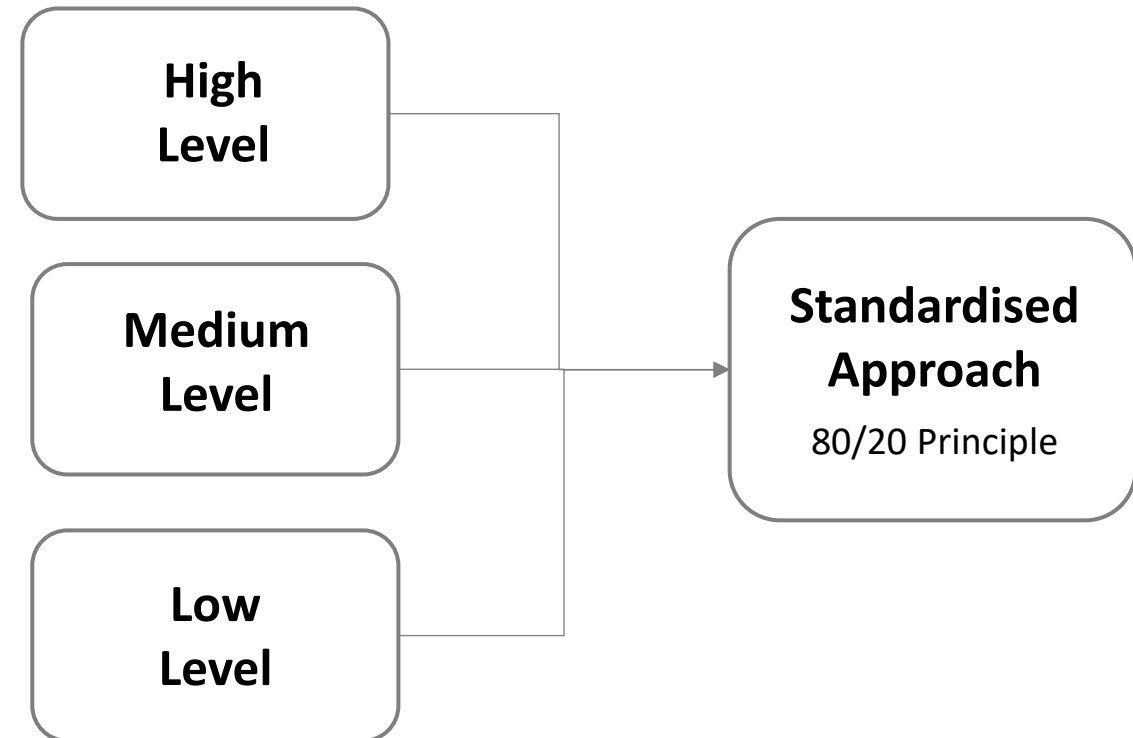 High
Level
Medium
Level
Low
Level
Standardised
Approach
80/20 Principle